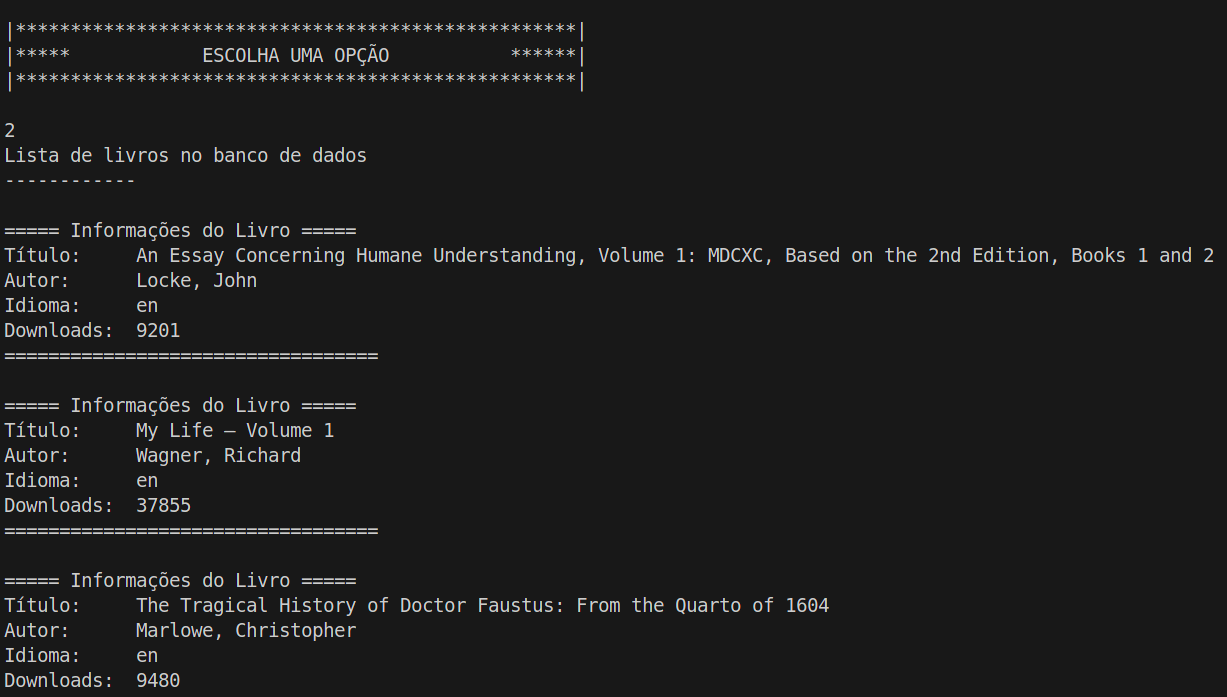 |***************************************************|
|*****            ESCOLHA UMA OPÇÃO           ******|
|***************************************************|
2
Lista de livros no banco de dados
------------
===== Informações do Livro =====
Título:     An Essay Concerning Humane Understanding, Volume 1: MDCXC, Based on the 2nd Edition, Books 1 and 2
Autor:      Locke, John
Idioma:     en
Downloads:  9201
==================================
===== Informações do Livro =====
Título:     My Life — Volume 1
Autor:      Wagner, Richard
Idioma:     en
Downloads:  37855
==================================
===== Informações do Livro =====
Título:     The Tragical History of Doctor Faustus: From the Quarto of 1604
Autor:      Marlowe, Christopher
Idioma:     en
Downloads:  9480